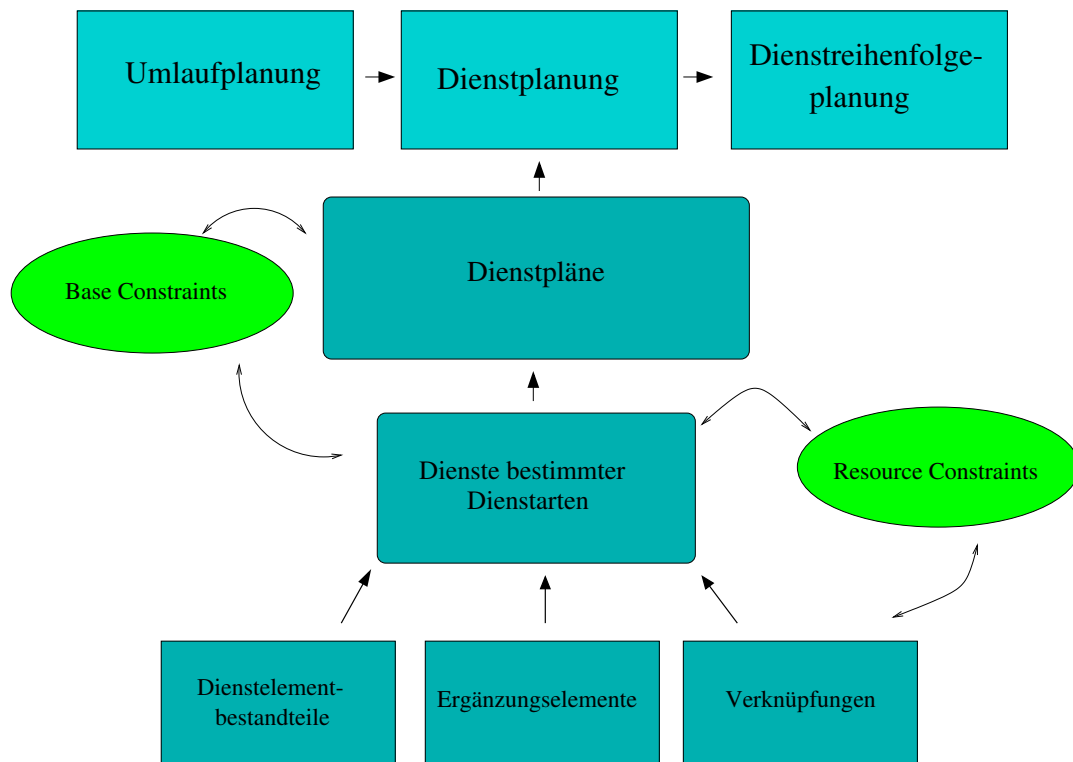 Umlaufplanung
Dienstplanung
Dienstreihenfolge-
planung
Dienstpläne
Base Constraints
Dienste bestimmter
Dienstarten
Resource Constraints
Dienstelement-
bestandteile
Ergänzungselemente
Verknüpfungen